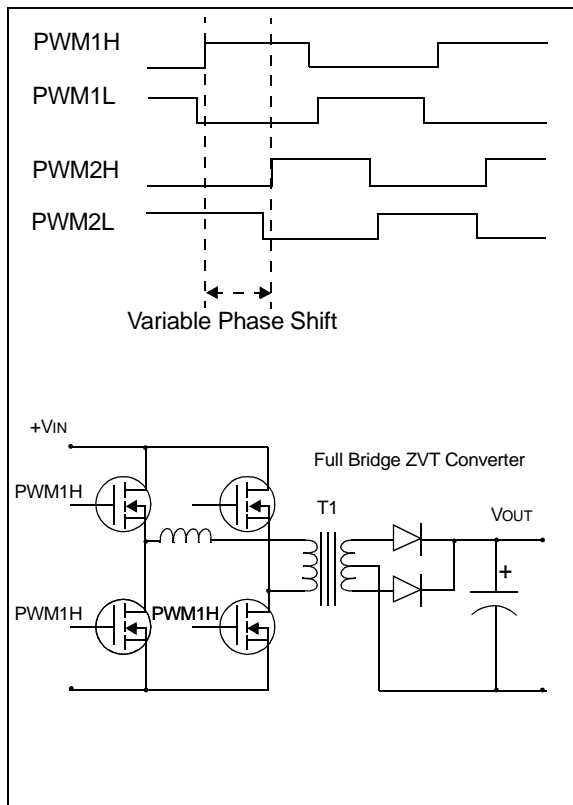 PWM1H
PWM1L
PWM2H
PWM2L
Variable Phase Shift
+VIN
Full Bridge ZVT Converter
PWM1H
T1
VOUT
+
PWM1H
PWM1H